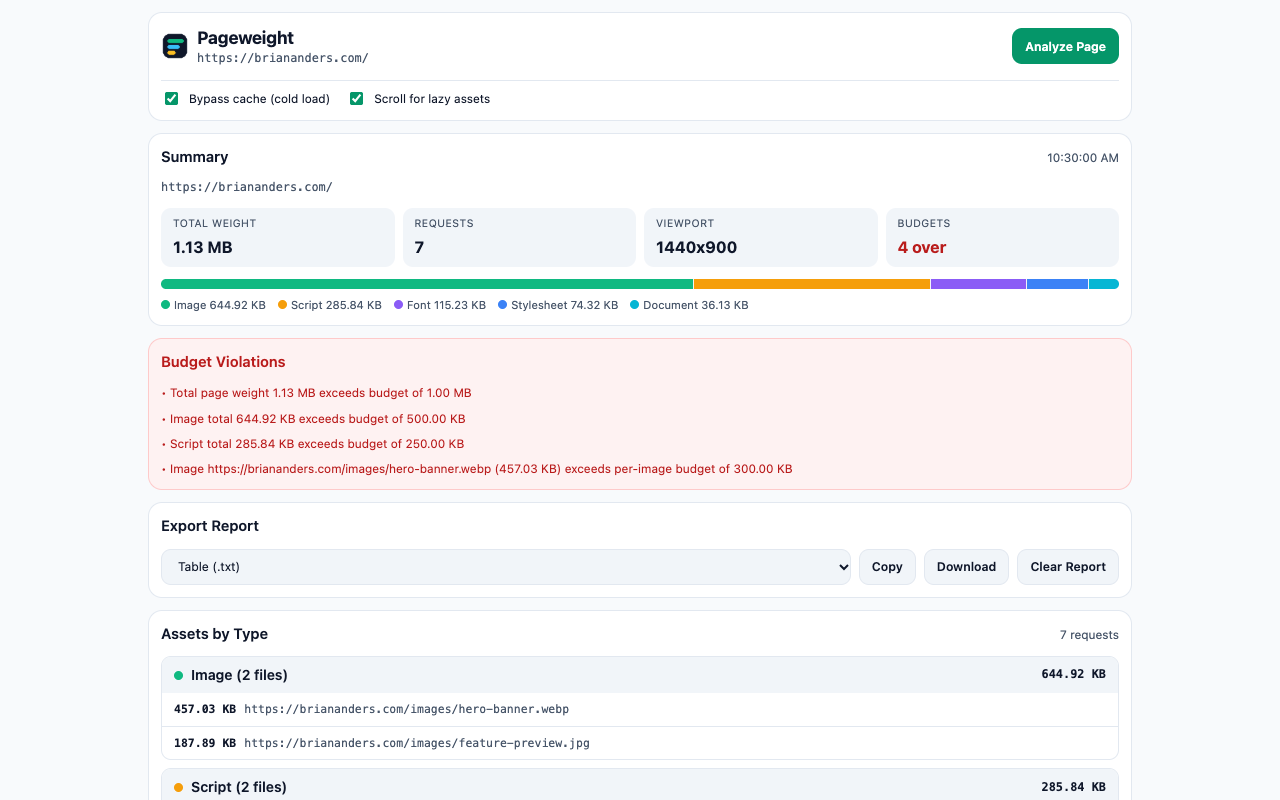 Pageweight
https://briananders.com/
Analyze Page
Bypass cache (cold load) Scroll for lazy assets
Summary 10:30:00 AM
https://briananders.com/
TOTAL WEIGHT REQUESTS VIEWPORT BUDGETS
1.13 MB 7 1440x900 4 over
Image 644.92 KB Script 285.84 KB Font 115.23 KB Stylesheet 74.32 KB Document 36.13 KB
Budget Violations
• Total page weight 1.13 MB exceeds budget of 1.00 MB
• Image total 644.92 KB exceeds budget of 500.00 KB
• Script total 285.84 KB exceeds budget of 250.00 KB
• Image https://briananders.com/images/hero-banner.webp (457.03 KB) exceeds per-image budget of 300.00 KB
Export Report
Table (.txt) Copy Download Clear Report
Assets by Type 7 requests
Image (2 files) 644.92 KB
457.03 KB https://briananders.com/images/hero-banner.webp
187.89 KB https://briananders.com/images/feature-preview.jpg
Script (2 files) 285.84 KB